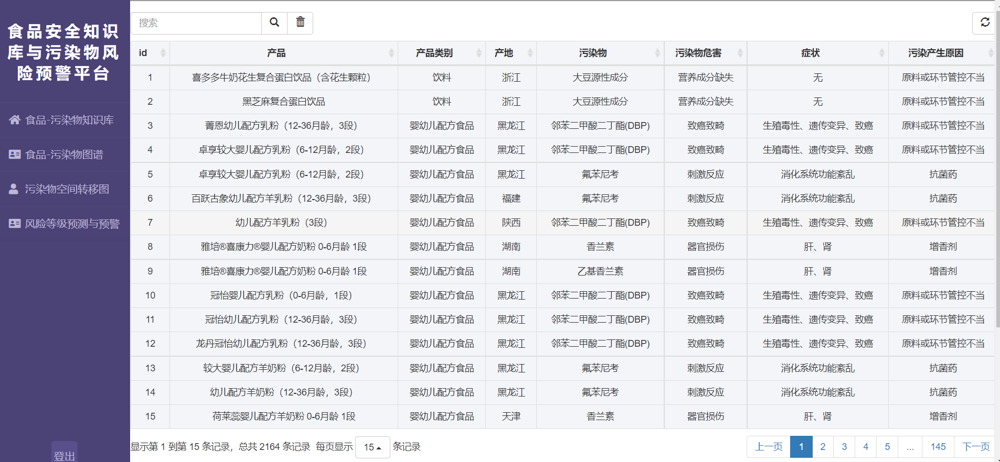 食品安全知识
库与污染物风
险预警平台
食品-污染物知识库
食品-污染物图谱
污染物空间转移图
风险等级预测与预警
登出
搜索
id 产品 产品类别 产地 污染物 污染物危害 症状 污染产生原因
1 喜多多牛奶花生复合蛋白饮品（含花生颗粒） 饮料 浙江 大豆源性成分 营养成分缺失 无 原料或环节管控不当
2 黑芝麻复合蛋白饮品 饮料 浙江 大豆源性成分 营养成分缺失 无 原料或环节管控不当
3 菁恩幼儿配方乳粉（12-36月龄，3段） 婴幼儿配方食品 黑龙江 邻苯二甲酸二丁酯(DBP) 致癌致畸 生殖毒性、遗传变异、致癌 原料或环节管控不当
4 卓享较大婴儿配方乳粉（6-12月龄，2段） 婴幼儿配方食品 黑龙江 邻苯二甲酸二丁酯(DBP) 致癌致畸 生殖毒性、遗传变异、致癌 原料或环节管控不当
5 卓享较大婴儿配方乳粉（6-12月龄，2段） 婴幼儿配方食品 黑龙江 氟苯尼考 刺激反应 消化系统功能紊乱 抗菌药
6 百跃古象幼儿配方羊乳粉（12-36月龄，3段） 婴幼儿配方食品 福建 氟苯尼考 刺激反应 消化系统功能紊乱 抗菌药
7 幼儿配方羊乳粉（3段） 婴幼儿配方食品 陕西 邻苯二甲酸二丁酯(DBP) 致癌致畸 生殖毒性、遗传变异、致癌 原料或环节管控不当
8 雅培®喜康力®婴儿配方奶粉 0-6月龄 1段 婴幼儿配方食品 湖南 香兰素 器官损伤 肝、肾 增香剂
9 雅培®喜康力®婴儿配方奶粉 0-6月龄 1段 婴幼儿配方食品 湖南 乙基香兰素 器官损伤 肝、肾 增香剂
10 冠怡婴儿配方乳粉（0-6月龄，1段） 婴幼儿配方食品 黑龙江 邻苯二甲酸二丁酯(DBP) 致癌致畸 生殖毒性、遗传变异、致癌 原料或环节管控不当
11 冠怡幼儿配方乳粉（12-36月龄，3段） 婴幼儿配方食品 黑龙江 邻苯二甲酸二丁酯(DBP) 致癌致畸 生殖毒性、遗传变异、致癌 原料或环节管控不当
12 龙丹冠怡幼儿配方乳粉（12-36月龄，3段） 婴幼儿配方食品 黑龙江 邻苯二甲酸二丁酯(DBP) 致癌致畸 生殖毒性、遗传变异、致癌 原料或环节管控不当
13 较大婴儿配方羊奶粉（6-12月龄，2段） 婴幼儿配方食品 黑龙江 氟苯尼考 刺激反应 消化系统功能紊乱 抗菌药
14 幼儿配方羊奶粉（12-36月龄，3段） 婴幼儿配方食品 黑龙江 氟苯尼考 刺激反应 消化系统功能紊乱 抗菌药
15 荷莱蕊婴儿配方羊奶粉 0-6月龄 1段 婴幼儿配方食品 天津 香兰素 器官损伤 肝、肾 增香剂
显示第 1 到第 15 条记录，总共 2164 条记录 每页显示 15 条记录
上一页 1 2 3 4 5 ... 145 下一页